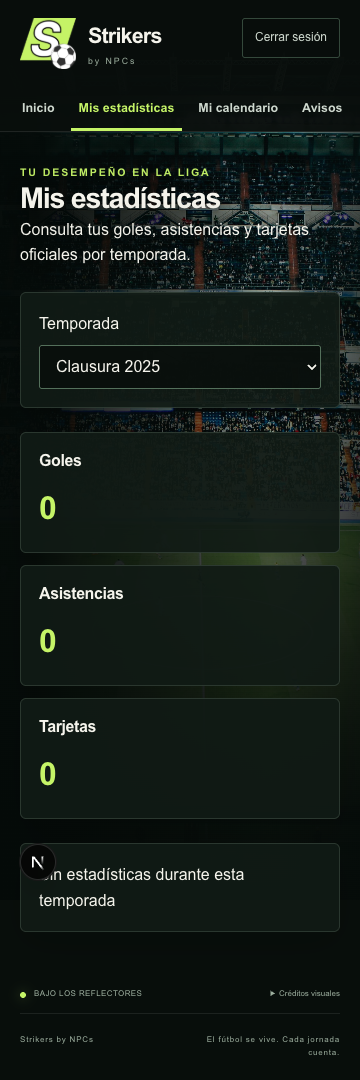 S
Strikers
by NPCs
Cerrar sesión
Inicio
Mis estadísticas
Mi calendario
Avisos
TU DESEMPEÑO EN LA LIGA
Mis estadísticas
Consulta tus goles, asistencias y tarjetas
oficiales por temporada.
Temporada
Clausura 2025
Goles
0
Asistencias
0
Tarjetas
0
N
estadísticas durante esta
temporada
BAJO LOS REFLECTORES
Créditos visuales
Strikers by NPCs
El fútbol se vive. Cada jornada
cuenta.